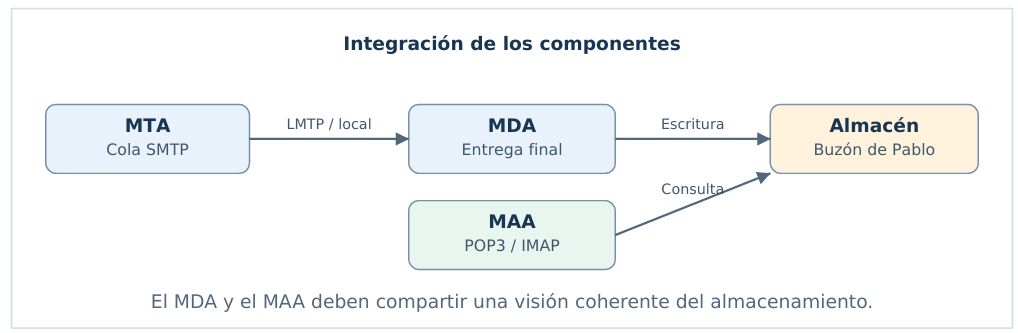 Integración de los componentes
MTA
Cola SMTP
LMTP / local
MDA
Entrega final
Escritura
Almacén
Buzón de Pablo
Consulta
MAA
POP3 / IMAP
El MDA y el MAA deben compartir una visión coherente del almacenamiento.